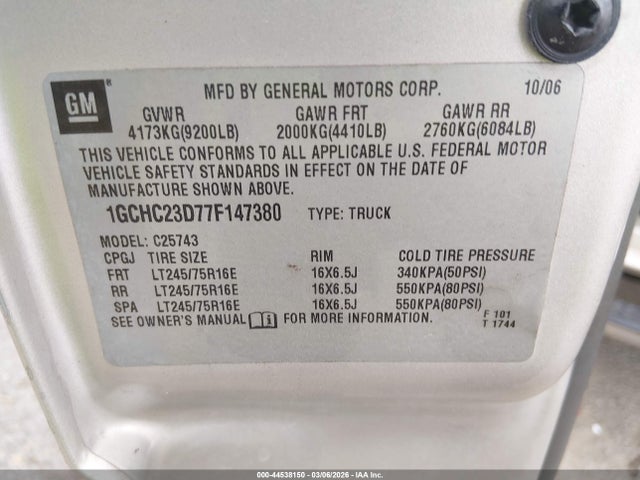 GM
MFD BY GENERAL MOTORS CORP. 10/06
GVWR GAWR FRT GAWR RR
4173KG(9200LB) 2000KG(4410LB) 2760KG(6084LB)
THIS VEHICLE CONFORMS TO ALL APPLICABLE U.S. FEDERAL MOTOR
VEHICLE SAFETY STANDARDS IN EFFECT ON THE DATE OF
MANUFACTURE SHOWN ABOVE.
1GCHC23D77F147380 TYPE: TRUCK
MODEL: C25743
CPGJ TIRE SIZE RIM COLD TIRE PRESSURE
FRT LT245/75R16E 16X6.5J 340KPA(50PSI)
RR LT245/75R16E 16X6.5J 550KPA(80PSI)
SPA LT245/75R16E 16X6.5J 550KPA(80PSI)
SEE OWNER'S MANUAL FOR MORE INFORMATION.
F 101
T 1744
000-44538150 - 03/06/2026 - IAA, Inc.